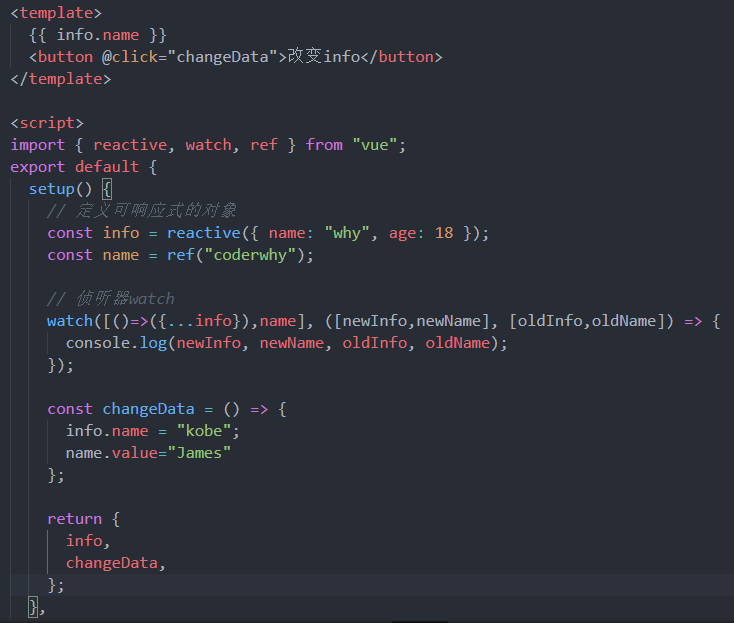 <template>
  {{ info.name }}
  <button @click="changeData">改变info</button>
</template>

<script>
import { reactive, watch, ref } from "vue";
export default {
  setup() {
    // 定义可响应式的对象
    const info = reactive({ name: "why", age: 18 });
    const name = ref("coderwhy");

    // 侦听器watch
    watch([()=>({...info}),name], ([newInfo,newName], [oldInfo,oldName]) => {
      console.log(newInfo, newName, oldInfo, oldName);
    });

    const changeData = () => {
      info.name = "kobe";
      name.value="James"
    };

    return {
      info,
      changeData,
    };
  },